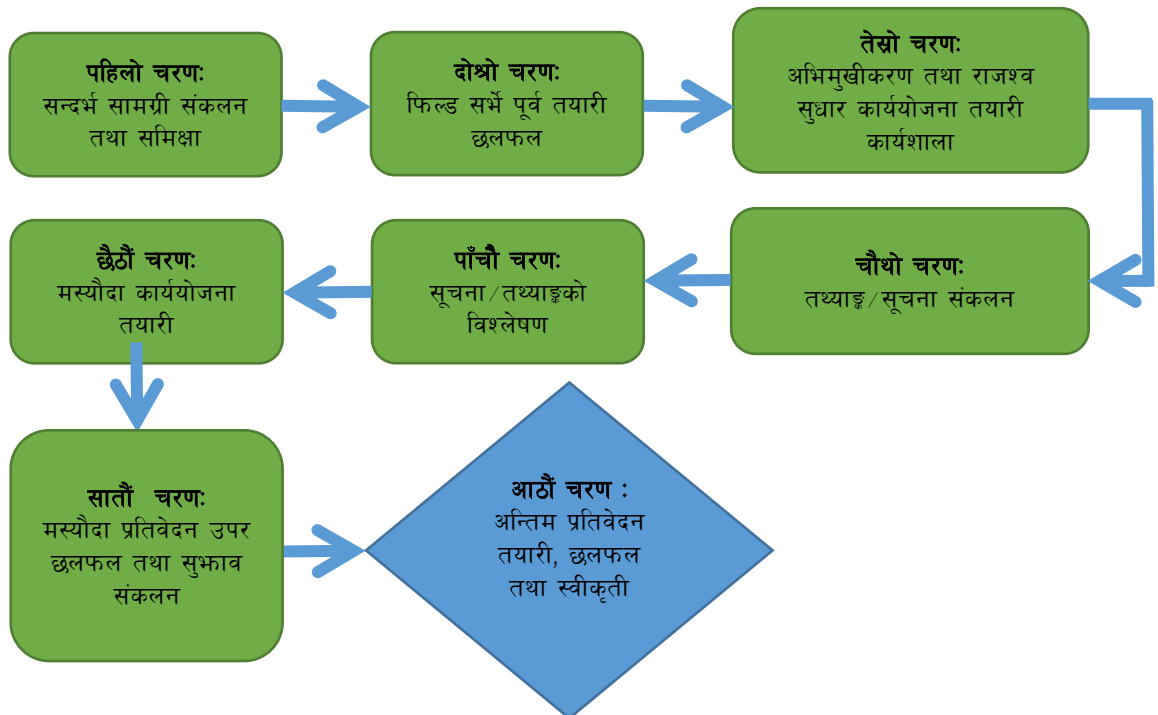 पहिलो चरणः
सन्दर्भ सामग्री संकलन
तथा समिक्षा
दोश्रो चरणः
फिल्ड सर्भे पूर्व तयारी
छलफल
तेस्रो चरणः
अभिमुखीकरण तथा राजश्व
सुधार कार्ययोजना तयारी
कार्यशाला
चौथो चरणः
तथ्याङ्क/सूचना संकलन
पाँचौ चरणः
सूचना/तथ्याङ्कको
विश्लेषण
छैठौं चरणः
मस्यौदा कार्ययोजना
तयारी
सातौं चरणः
मस्यौदा प्रतिवेदन उपर
छलफल तथा सुझाव
संकलन
आठौं चरण :
अन्तिम प्रतिवेदन
तयारी, छलफल
तथा स्वीकृती